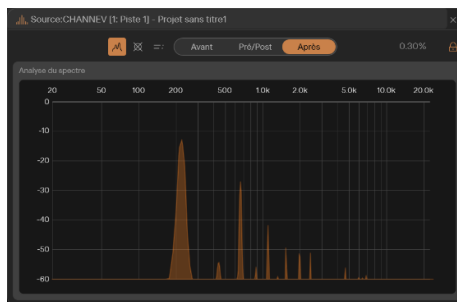 Source:CHANNEV [1: Piste 1] - Projet sans titre1
Avant Pré/Post Après 0.30%
Analyse du spectre
20 50 100 200 500 1.0k 2.0k 5.0k 10.0k 20.0k
0
-10
-20
-30
-40
-50
-60